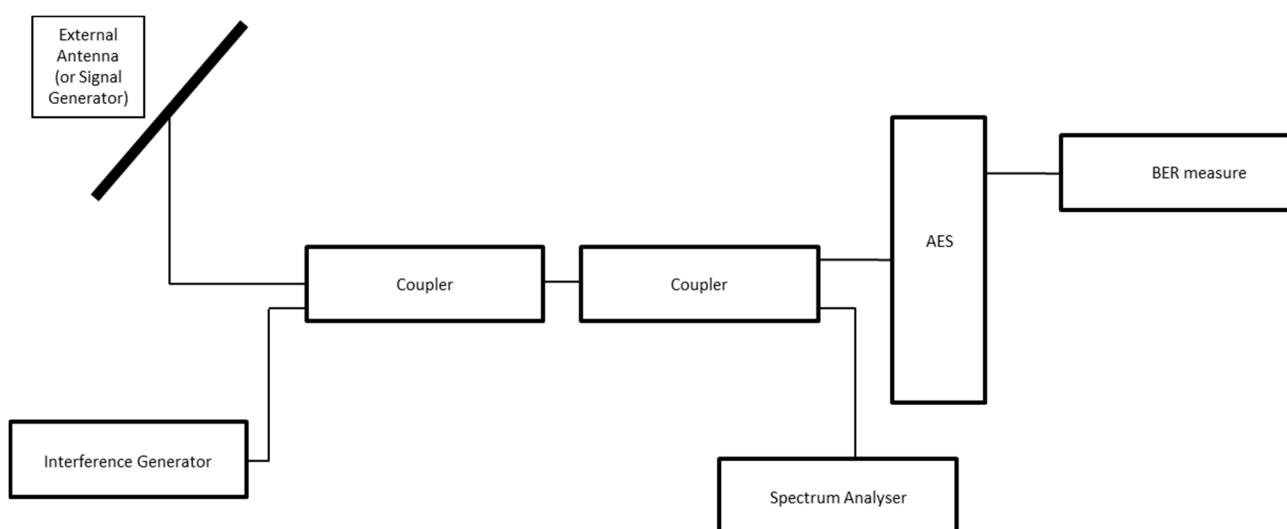 External
Antenna
(or Signal
Generator)
BER measure
AES
Coupler
Coupler
Interference Generator
Spectrum Analyser